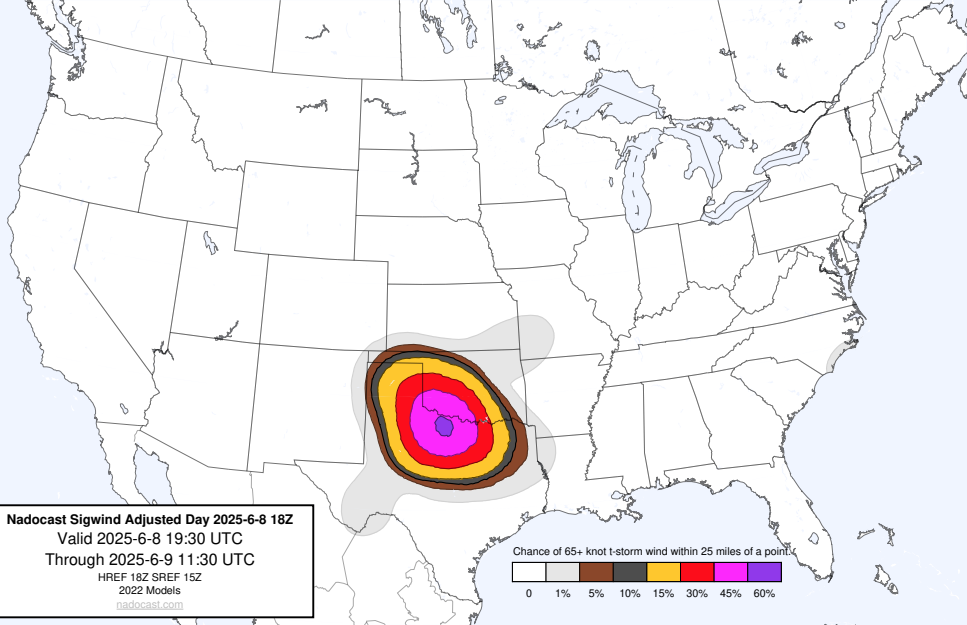 Nadocast Sigwind Adjusted Day 2025-6-8 18Z
Valid 2025-6-8 19:30 UTC
Through 2025-6-9 11:30 UTC
HREF 18Z SREF 15Z
2022 Models
nadocast.com
Chance of 65+ knot t-storm wind within 25 miles of a point.
0 1% 5% 10% 15% 30% 45% 60%